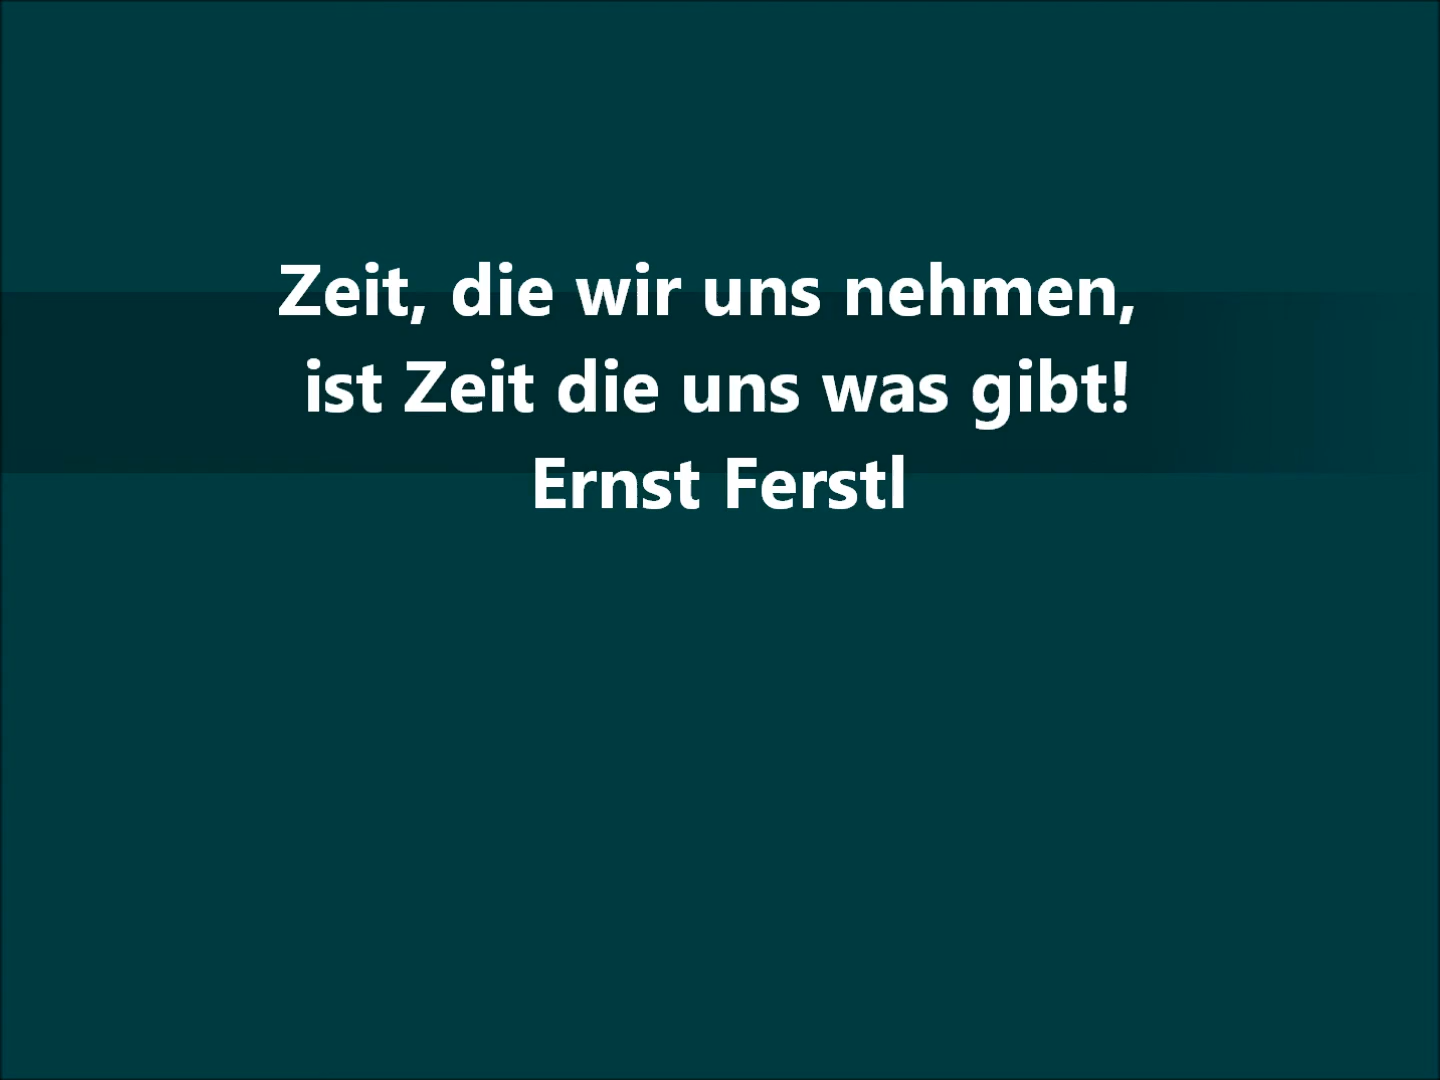 Zeit, die wir uns nehmen,
ist Zeit die uns was gibt!
Ernst Ferstl